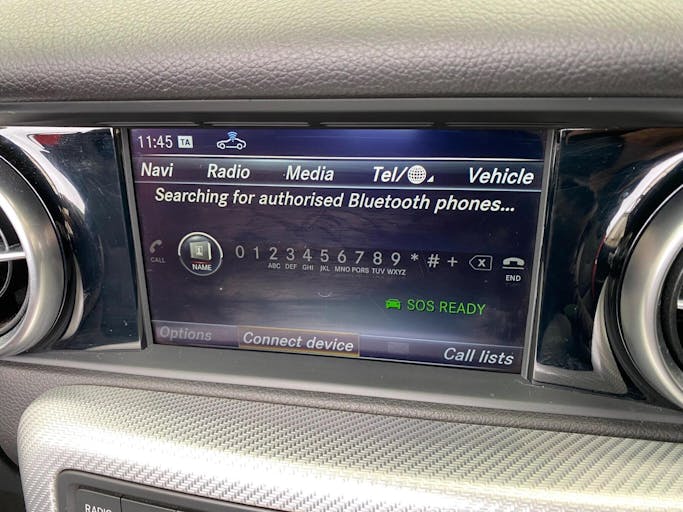 11:45 TA
Navi Radio Media Tel/ Vehicle
Searching for authorised Bluetooth phones...
CALL NAME 0 1 2 3 4 5 6 7 8 9 * # + END
ABC DEF GHI JKL MNO PQRS TUV WXYZ
SOS READY
Options Connect device Call lists
RADIO